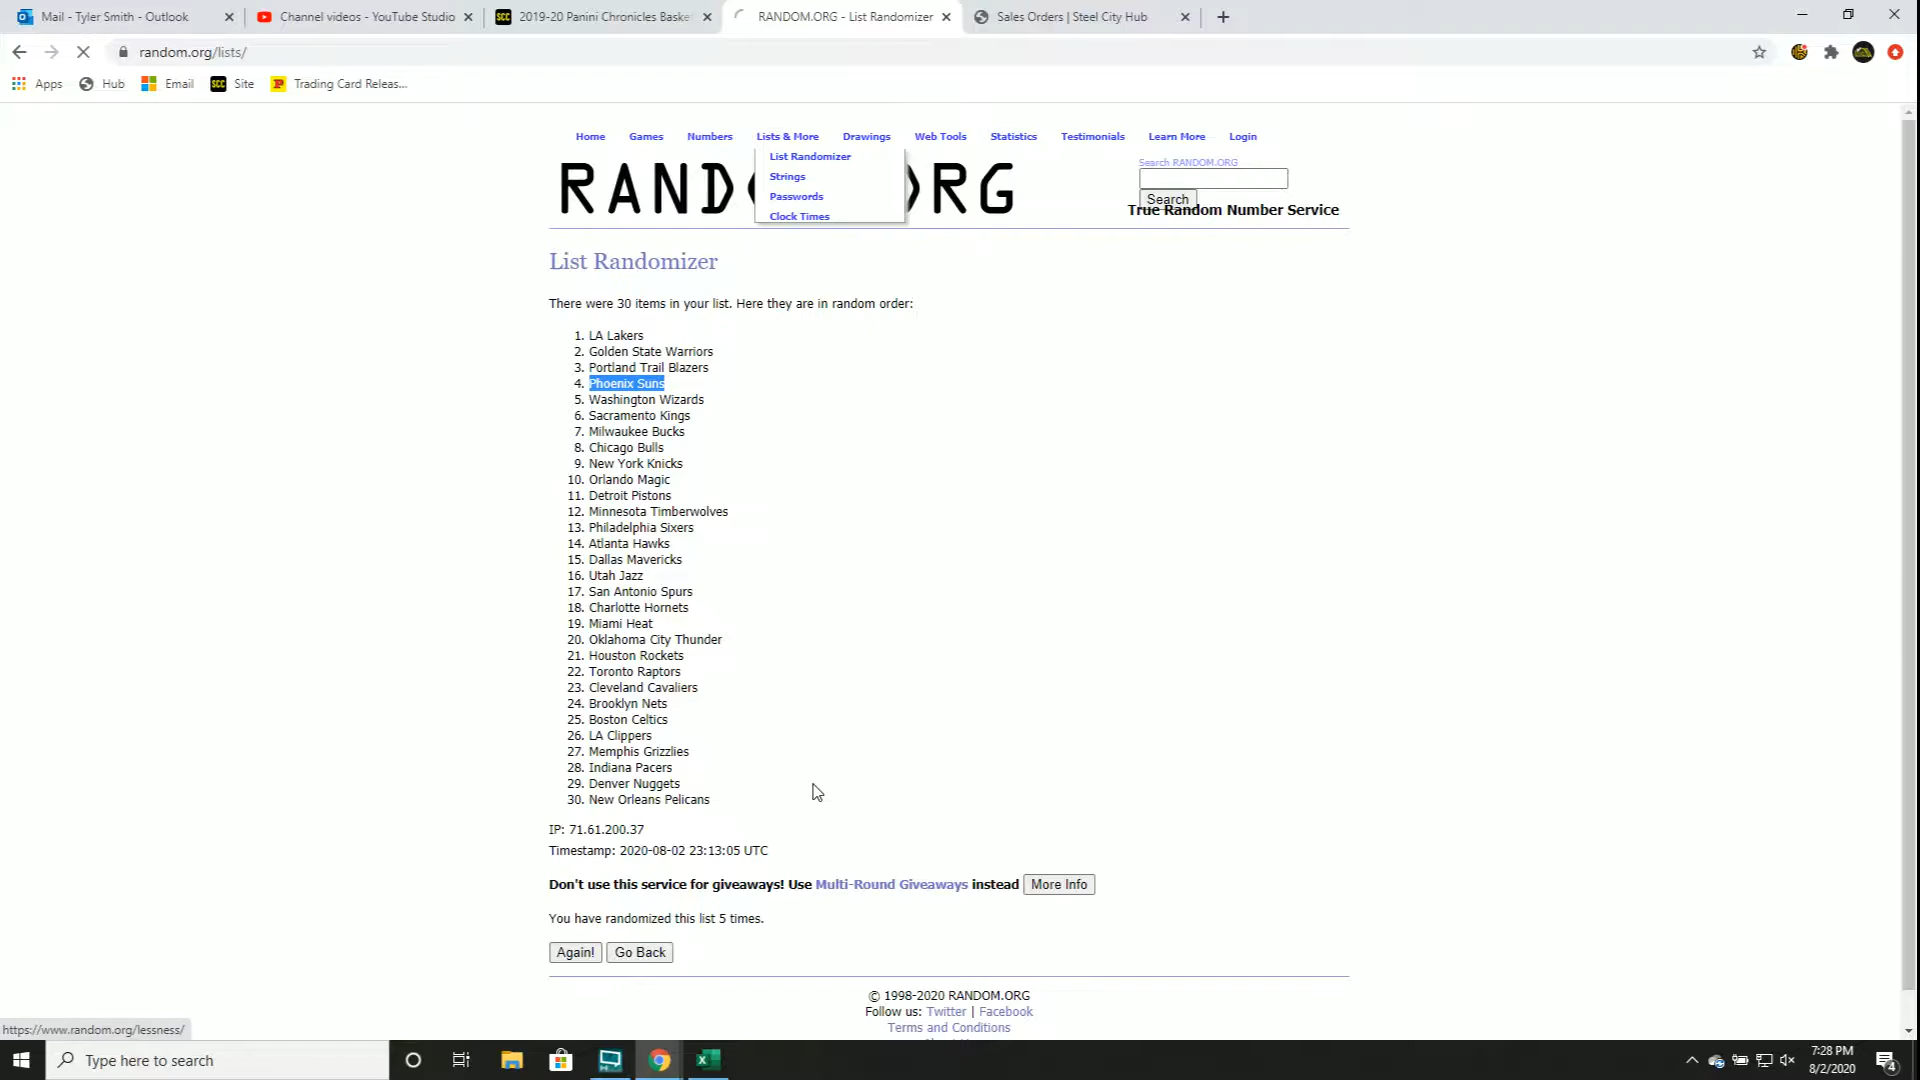 Mail - Tyler Smith - Outlook
Channel videos - YouTube Studio
SCC 2019-20 Panini Chronicles Baske
RANDOM.ORG - List Randomizer
Sales Orders | Steel City Hub
random.org/lists/
Apps
Hub
Email
SCC Site
Trading Card Releas...
Home
Games
Numbers
Lists & More
Drawings
Web Tools
Statistics
Testimonials
Learn More
Login
List Randomizer
Strings
Passwords
Clock Times
Search RANDOM.ORG
Search
True Random Number Service
List Randomizer
There were 30 items in your list. Here they are in random order:
1. LA Lakers
2. Golden State Warriors
3. Portland Trail Blazers
4. Phoenix Suns
5. Washington Wizards
6. Sacramento Kings
7. Milwaukee Bucks
8. Chicago Bulls
9. New York Knicks
10. Orlando Magic
11. Detroit Pistons
12. Minnesota Timberwolves
13. Philadelphia Sixers
14. Atlanta Hawks
15. Dallas Mavericks
16. Utah Jazz
17. San Antonio Spurs
18. Charlotte Hornets
19. Miami Heat
20. Oklahoma City Thunder
21. Houston Rockets
22. Toronto Raptors
23. Cleveland Cavaliers
24. Brooklyn Nets
25. Boston Celtics
26. LA Clippers
27. Memphis Grizzlies
28. Indiana Pacers
29. Denver Nuggets
30. New Orleans Pelicans
IP: 71.61.200.37
Timestamp: 2020-08-02 23:13:05 UTC
Don't use this service for giveaways! Use Multi-Round Giveaways instead More Info
You have randomized this list 5 times.
Again! Go Back
© 1998-2020 RANDOM.ORG
Follow us: Twitter | Facebook
Terms and Conditions
https://www.random.org/lessness/
Type here to search
7:28 PM
8/2/2020
4